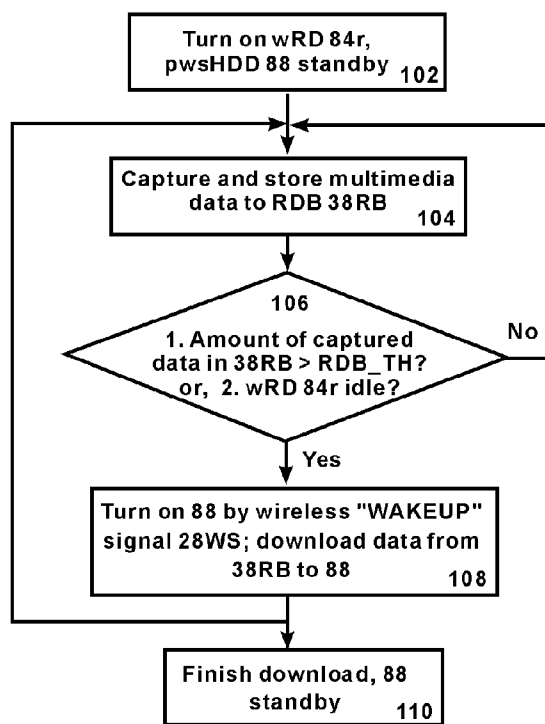 Turn on wRD 84r,
pwsHDD 88 standby
102
Capture and store multimedia
data to RDB 38RB
104
106
1. Amount of captured
data in 38RB > RDB_TH?
or, 2. wRD 84r idle?
No
Yes
Turn on 88 by wireless "WAKEUP"
signal 28WS; download data from
38RB to 88
108
Finish download, 88
standby
110